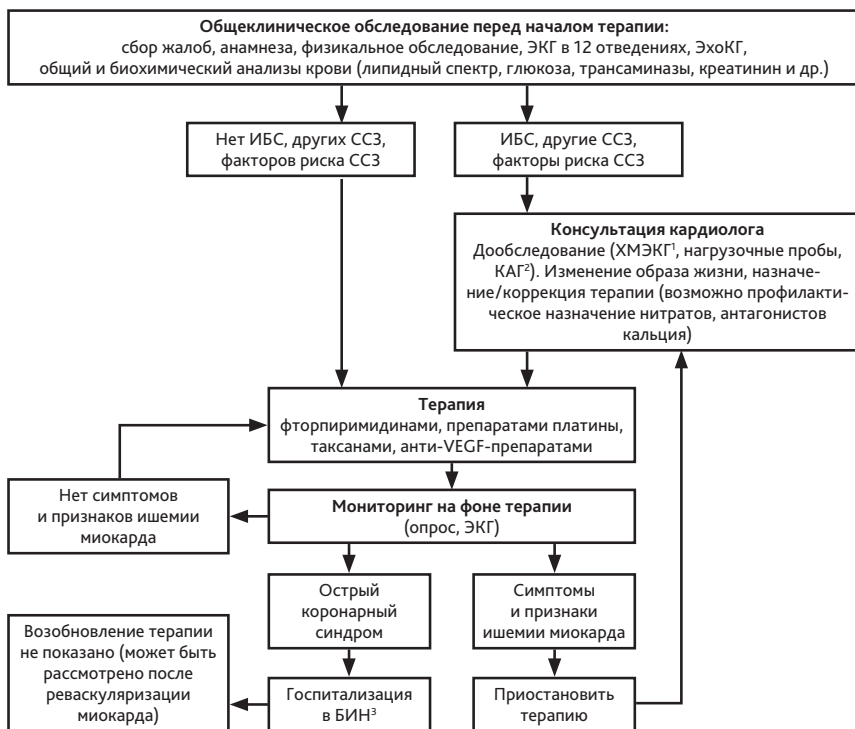 Общеклиническое обследование перед началом терапии:
сбор жалоб, анамнеза, физикальное обследование, ЭКГ в 12 отведениях, ЭхоКГ,
общий и биохимический анализы крови (липидный спектр, глюкоза, трансаминазы, креатинин и др.)
Нет ИБС, других ССЗ,
факторов риска ССЗ
ИБС, другие ССЗ,
факторы риска ССЗ
Консультация кардиолога
Дообследование (ХМЭКГ¹, нагрузочные пробы,
КАГ²). Изменение образа жизни, назначе-
ние/коррекция терапии (возможно профилакти-
ческое назначение нитратов, антагонистов
кальция)
Терапия
фторпиримидинами, препаратами платины,
таксанами, анти-VEGF-препаратами
Нет симптомов
и признаков ишемии
миокарда
Мониторинг на фоне терапии
(опрос, ЭКГ)
Острый
коронарный
синдром
Симптомы
и признаки
ишемии миокарда
Возобновление терапии
не показано (может быть
рассмотрено после
реваскуляризации
миокарда)
Госпитализация
в БИН³
Приостановить
терапию